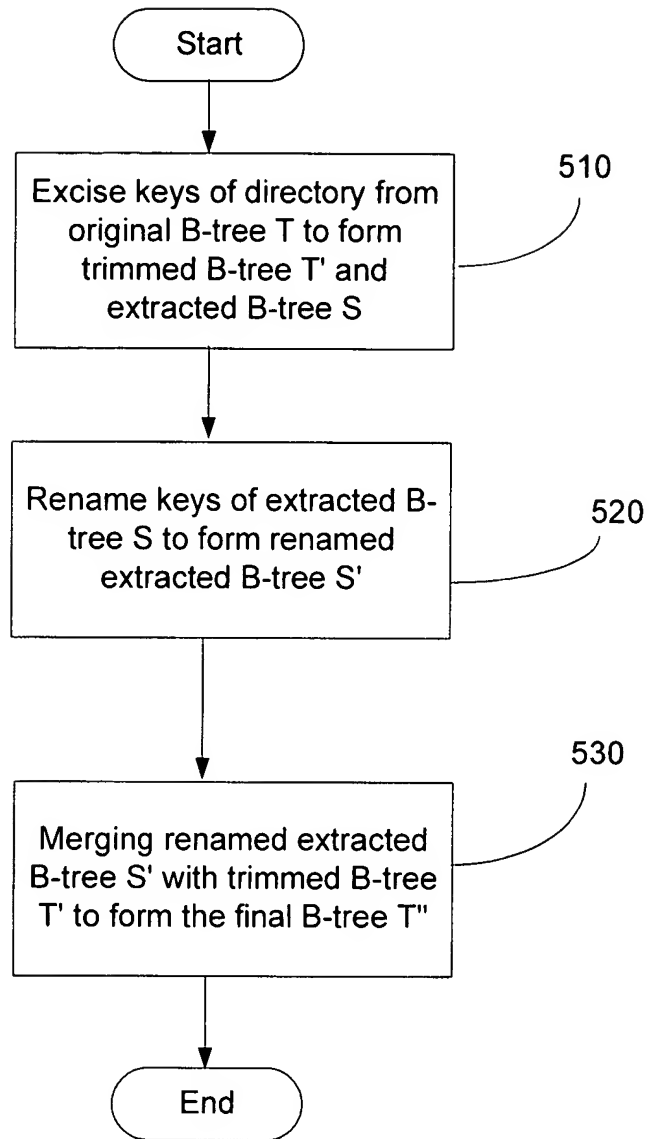 Start
Excise keys of directory from
original B-tree T to form
trimmed B-tree T' and
extracted B-tree S
510
Rename keys of extracted B-
tree S to form renamed
extracted B-tree S'
520
Merging renamed extracted
B-tree S' with trimmed B-tree
T' to form the final B-tree T"
530
End